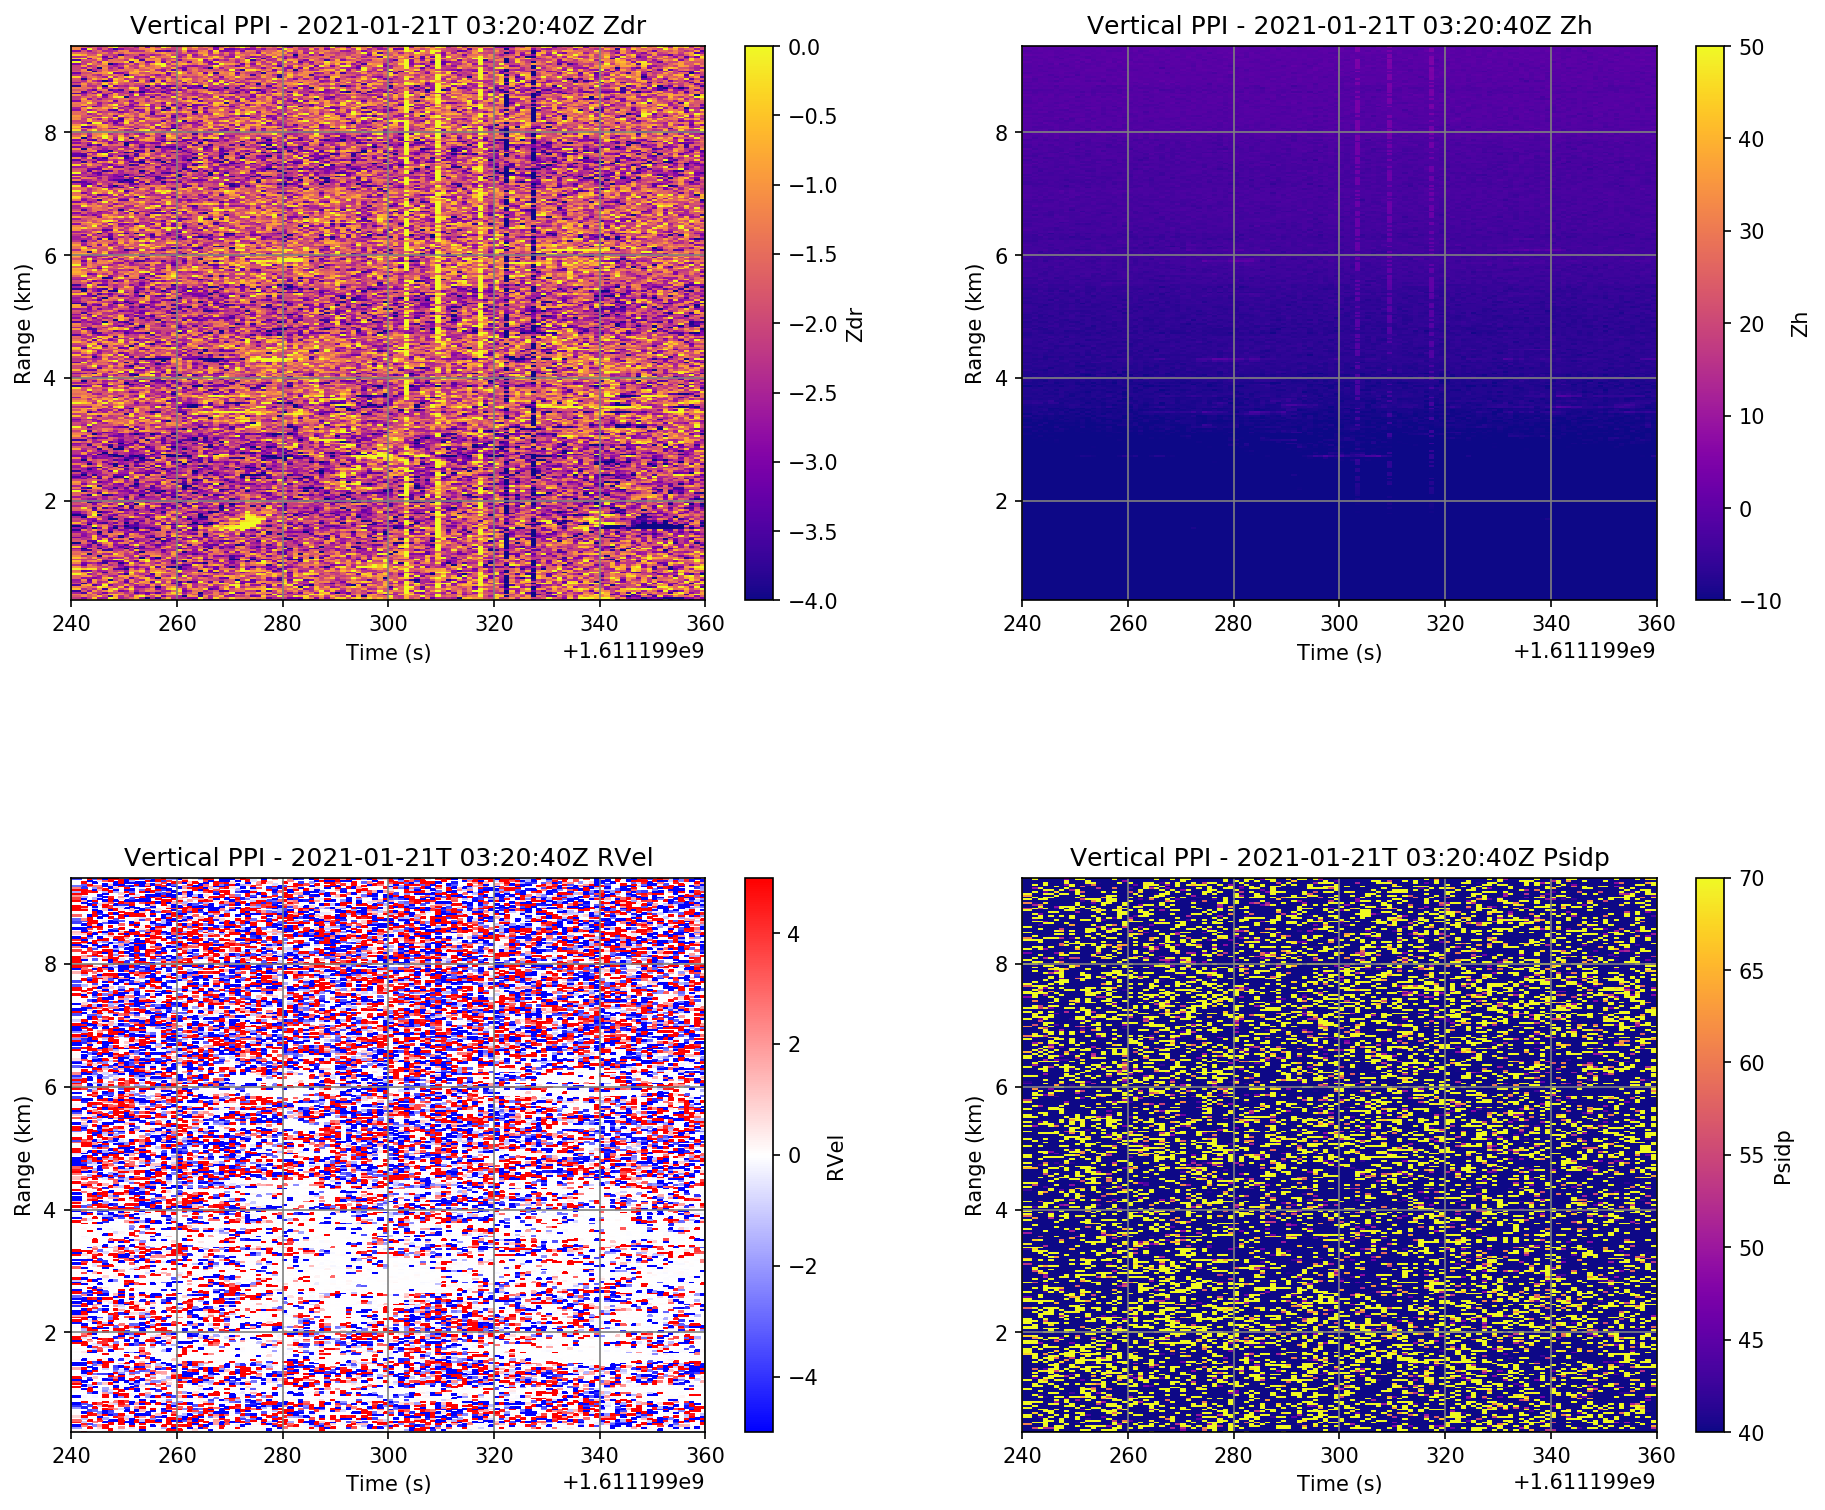 Vertical PPI - 2021-01-21T 03:20:40Z Zdr
8
6
4
2
Range (km)
240 260 280 300 320 340 360
Time (s)
+1.611199e9
0.0
−0.5
−1.0
−1.5
−2.0
−2.5
−3.0
−3.5
−4.0
Zdr
Vertical PPI - 2021-01-21T 03:20:40Z Zh
8
6
4
2
Range (km)
240 260 280 300 320 340 360
Time (s)
+1.611199e9
50
40
30
20
10
0
−10
Zh
Vertical PPI - 2021-01-21T 03:20:40Z RVel
8
6
4
2
Range (km)
240 260 280 300 320 340 360
Time (s)
+1.611199e9
4
2
0
−2
−4
RVel
Vertical PPI - 2021-01-21T 03:20:40Z Psidp
8
6
4
2
Range (km)
240 260 280 300 320 340 360
Time (s)
+1.611199e9
70
65
60
55
50
45
40
Psidp